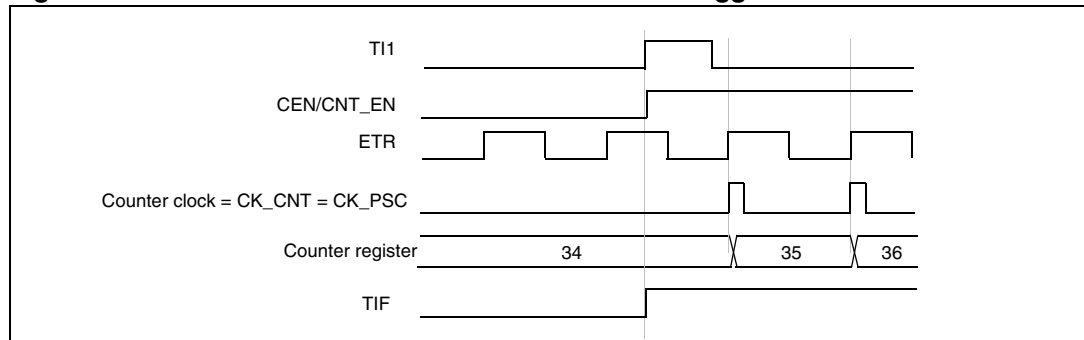 TI1
CEN/CNT_EN
ETR
Counter clock = CK_CNT = CK_PSC
Counter register
34
35
36
TIF